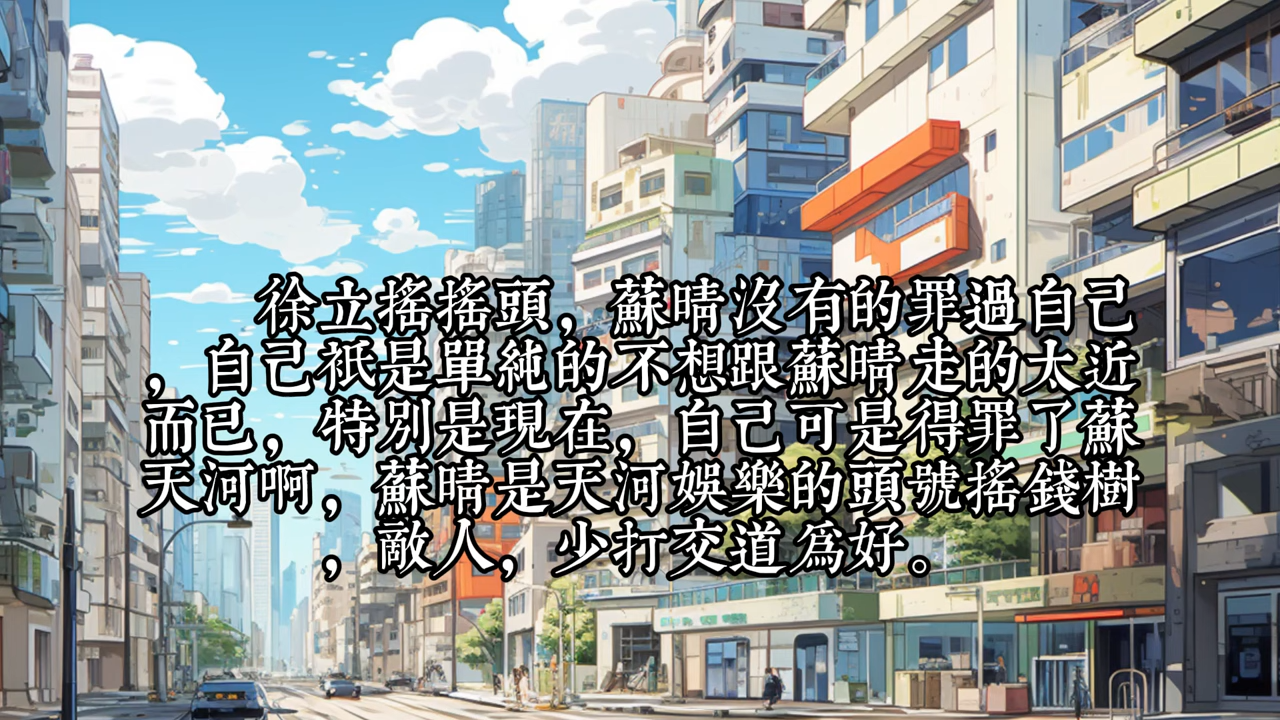 徐立搖搖頭，蘇晴沒有的罪過自己
，自己祇是單純的不想跟蘇晴走的太近
而已，特別是現在，自己可是得罪了蘇
天河啊，蘇晴是天河娛樂的頭號搖錢樹
，敵人，少打交道爲好。